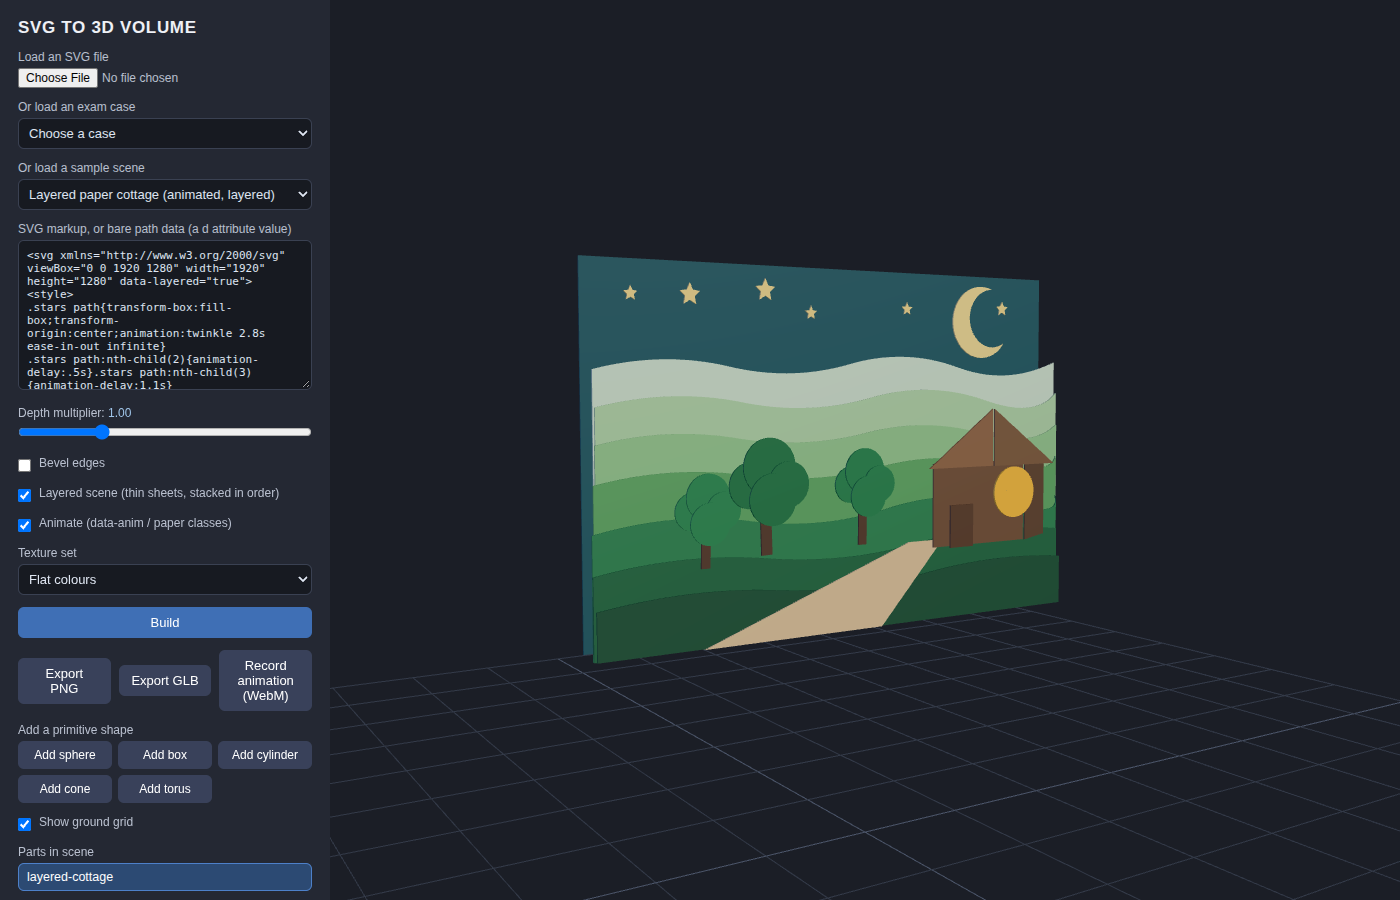 SVG TO 3D VOLUME
Load an SVG file
Choose File No file chosen
Or load an exam case
Choose a case
Or load a sample scene
Layered paper cottage (animated, layered)
SVG markup, or bare path data (a d attribute value)
<svg xmlns="http://www.w3.org/2000/svg"
viewBox="0 0 1920 1280" width="1920"
height="1280" data-layered="true">
<style>
.stars path{transform-box:fill-
box;transform-
origin:center;animation:twinkle 2.8s
ease-in-out infinite}
.stars path:nth-child(2){animation-
delay:.5s}.stars path:nth-child(3)
{animation-delay:1.1s}
Depth multiplier: 1.00
Bevel edges
Layered scene (thin sheets, stacked in order)
Animate (data-anim / paper classes)
Texture set
Flat colours
Build
Export
PNG
Export GLB
Record
animation
(WebM)
Add a primitive shape
Add sphere
Add box
Add cylinder
Add cone
Add torus
Show ground grid
Parts in scene
layered-cottage